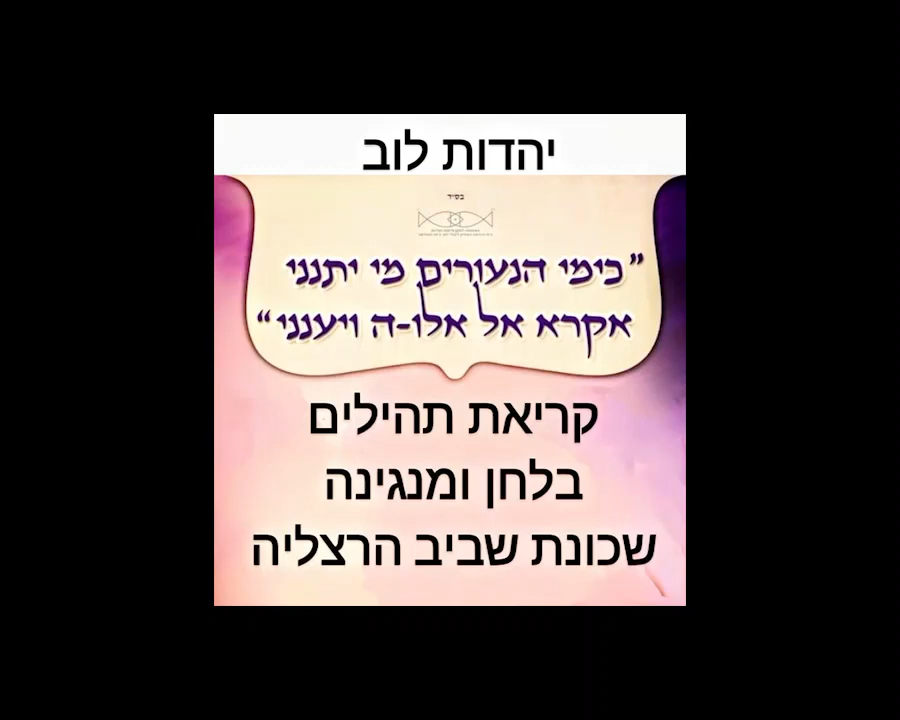 יהדות לוב
בס״ד
"כימי הנעורים מי יתנני
אקרא אל אלו-ה ויענני"
קריאת תהילים
בלחן ומנגינה
שכונת שביב הרצליה